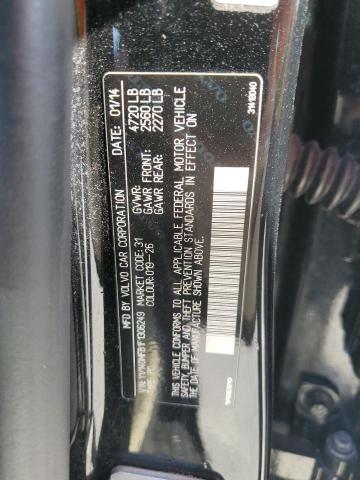 MFD BY VOLVO CAR CORPORATION
DATE: 01/14
GVWR: 4720 LB
GAWR FRONT: 2560 LB
GAWR REAR: 2270 LB
MARKET CODE: 31
COLOUR: 019-26
THIS VEHICLE CONFORMS TO ALL APPLICABLE FEDERAL MOTOR VEHICLE
SAFETY, BUMPER, AND THEFT PREVENTION STANDARDS IN EFFECT ON
THE DATE OF MANUFACTURE SHOWN ABOVE.
VOLVO